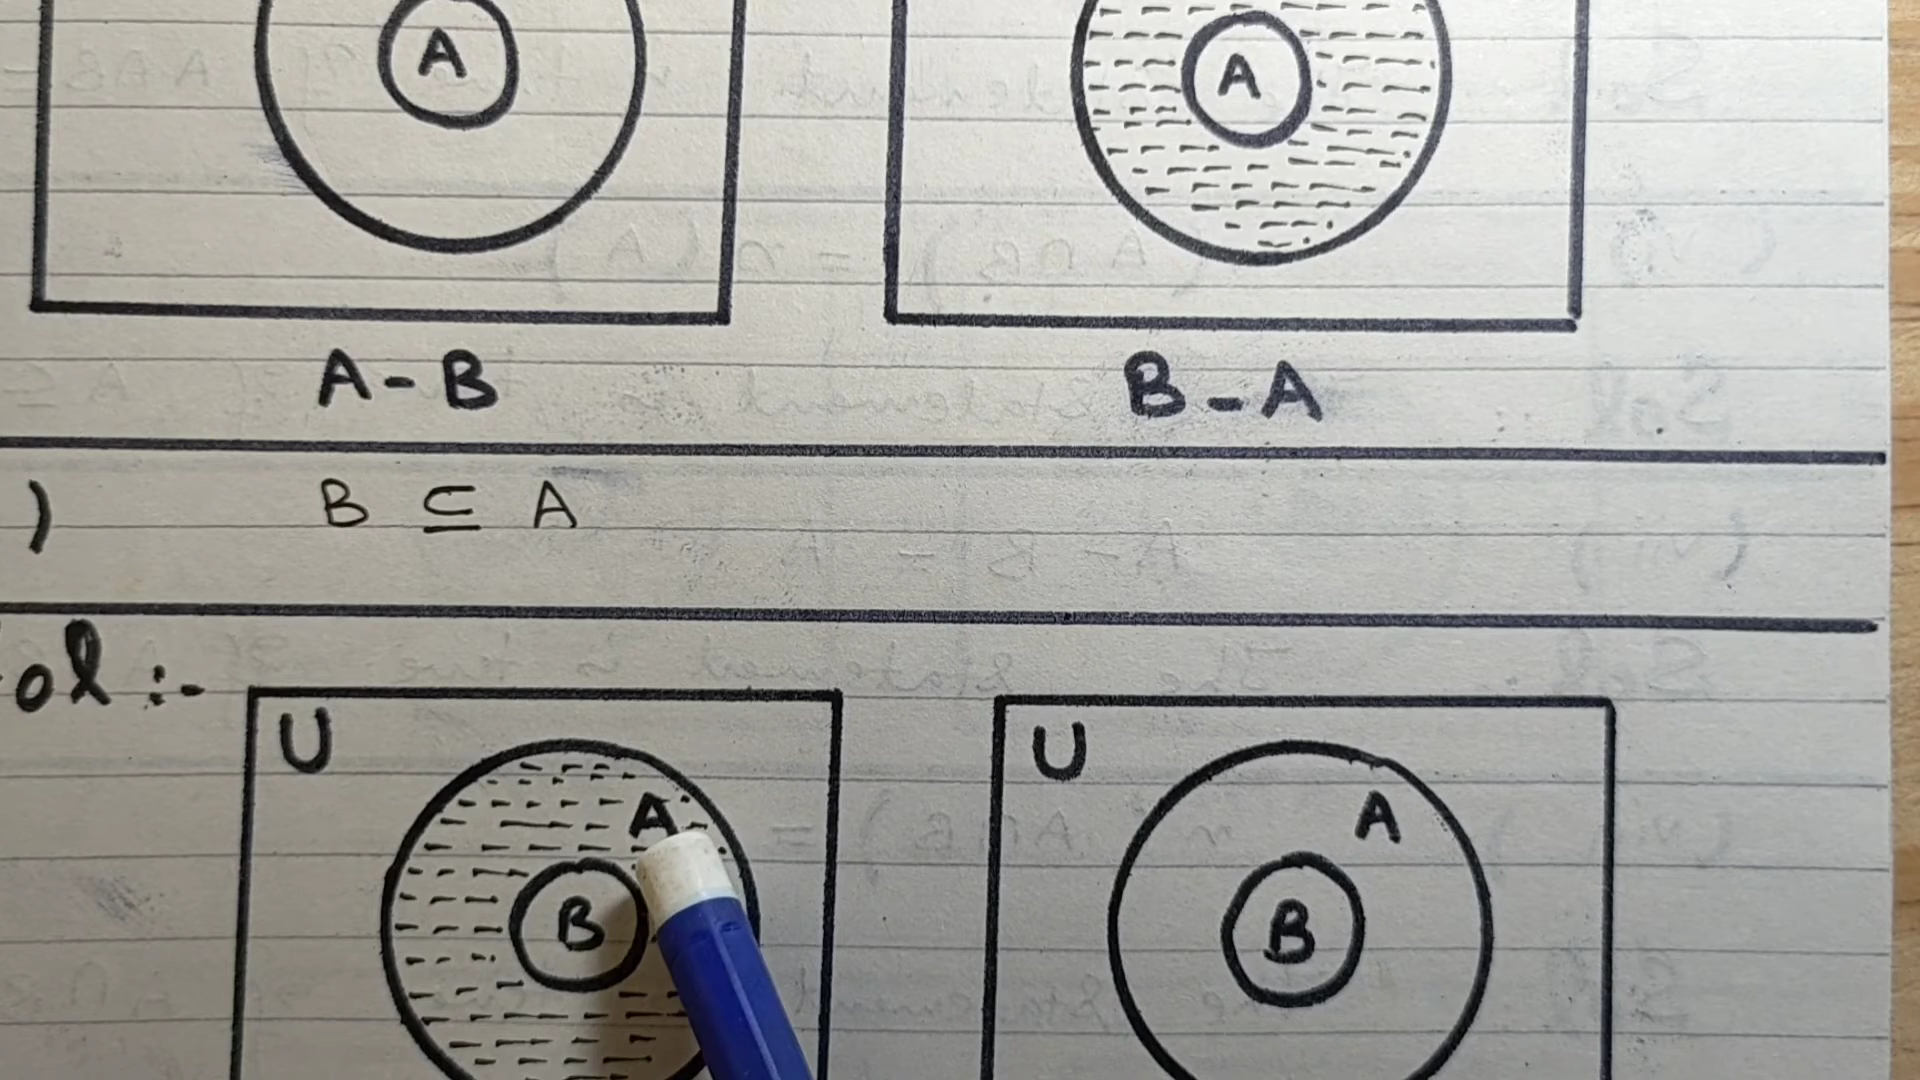 A A
A - B B - A
) B ⊆ A
ol :-
U U
A A
B B